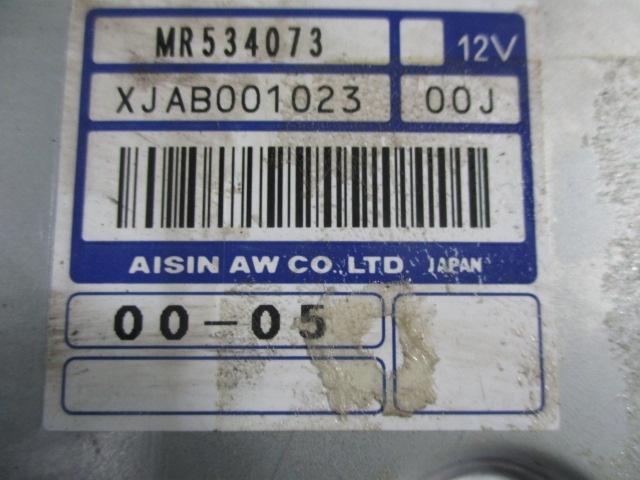 MR534073 12V
XJAB001023 00J
AISIN AW CO.,LTD. JAPAN
00-05